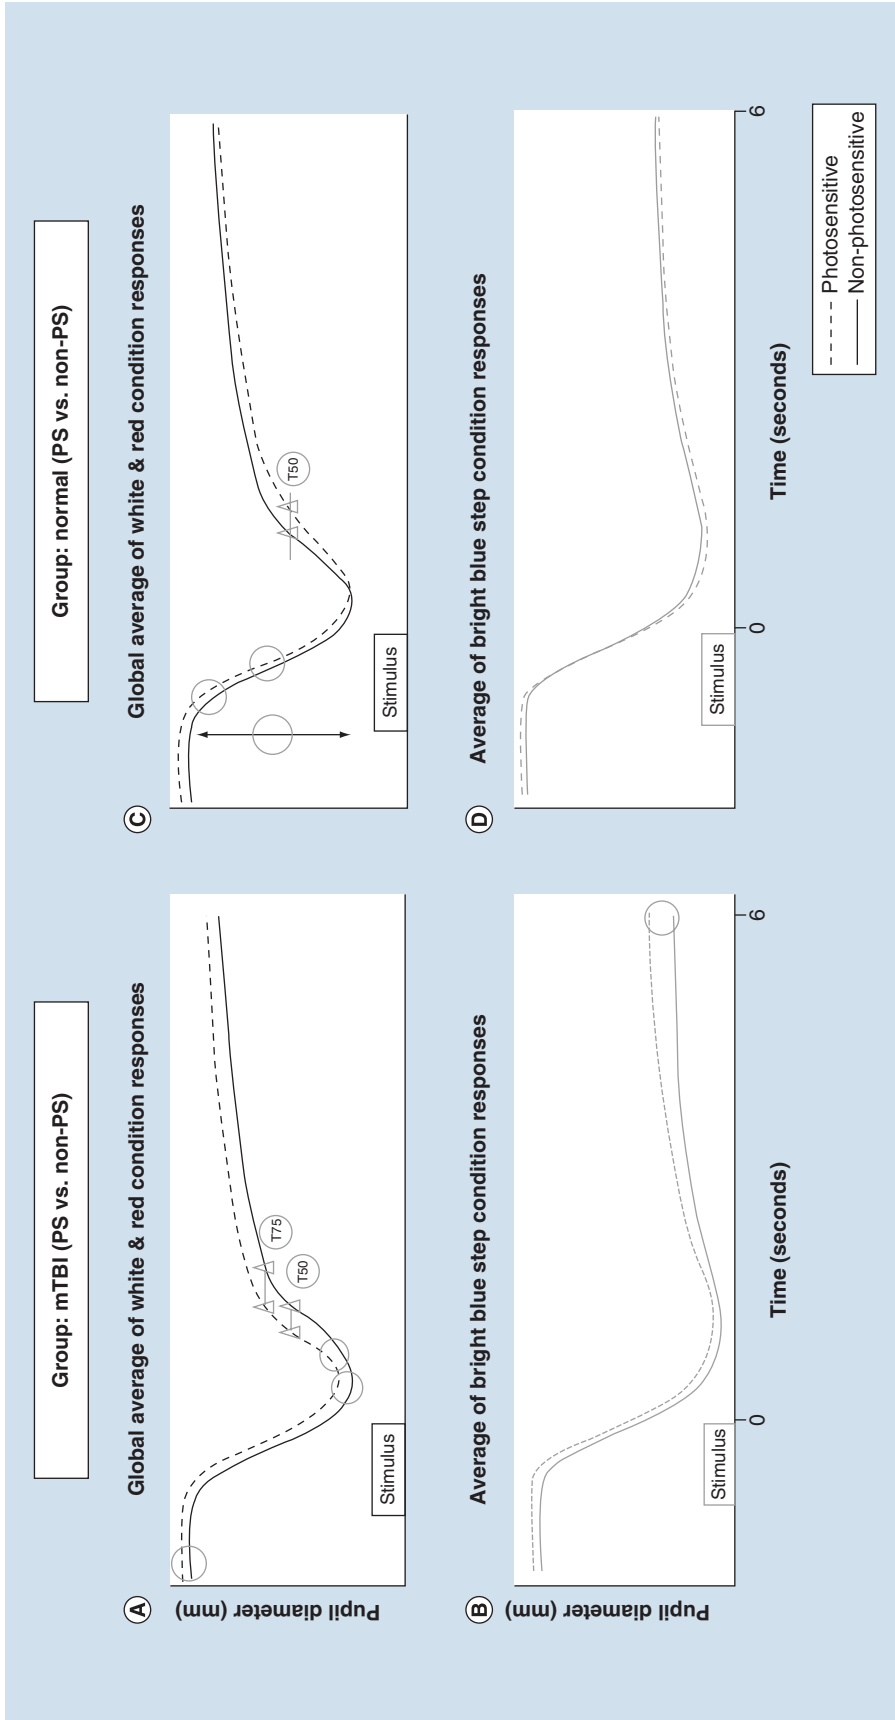 Group: mTBI (PS vs. non-PS)
Group: normal (PS vs. non-PS)
A
Global average of white & red condition responses
Pupil diameter (mm)
T75
T50
Stimulus
C
Global average of white & red condition responses
T50
Stimulus
B
Average of bright blue step condition responses
Pupil diameter (mm)
Stimulus
0
6
Time (seconds)
D
Average of bright blue step condition responses
Stimulus
0
6
Time (seconds)
Photosensitive
Non-photosensitive